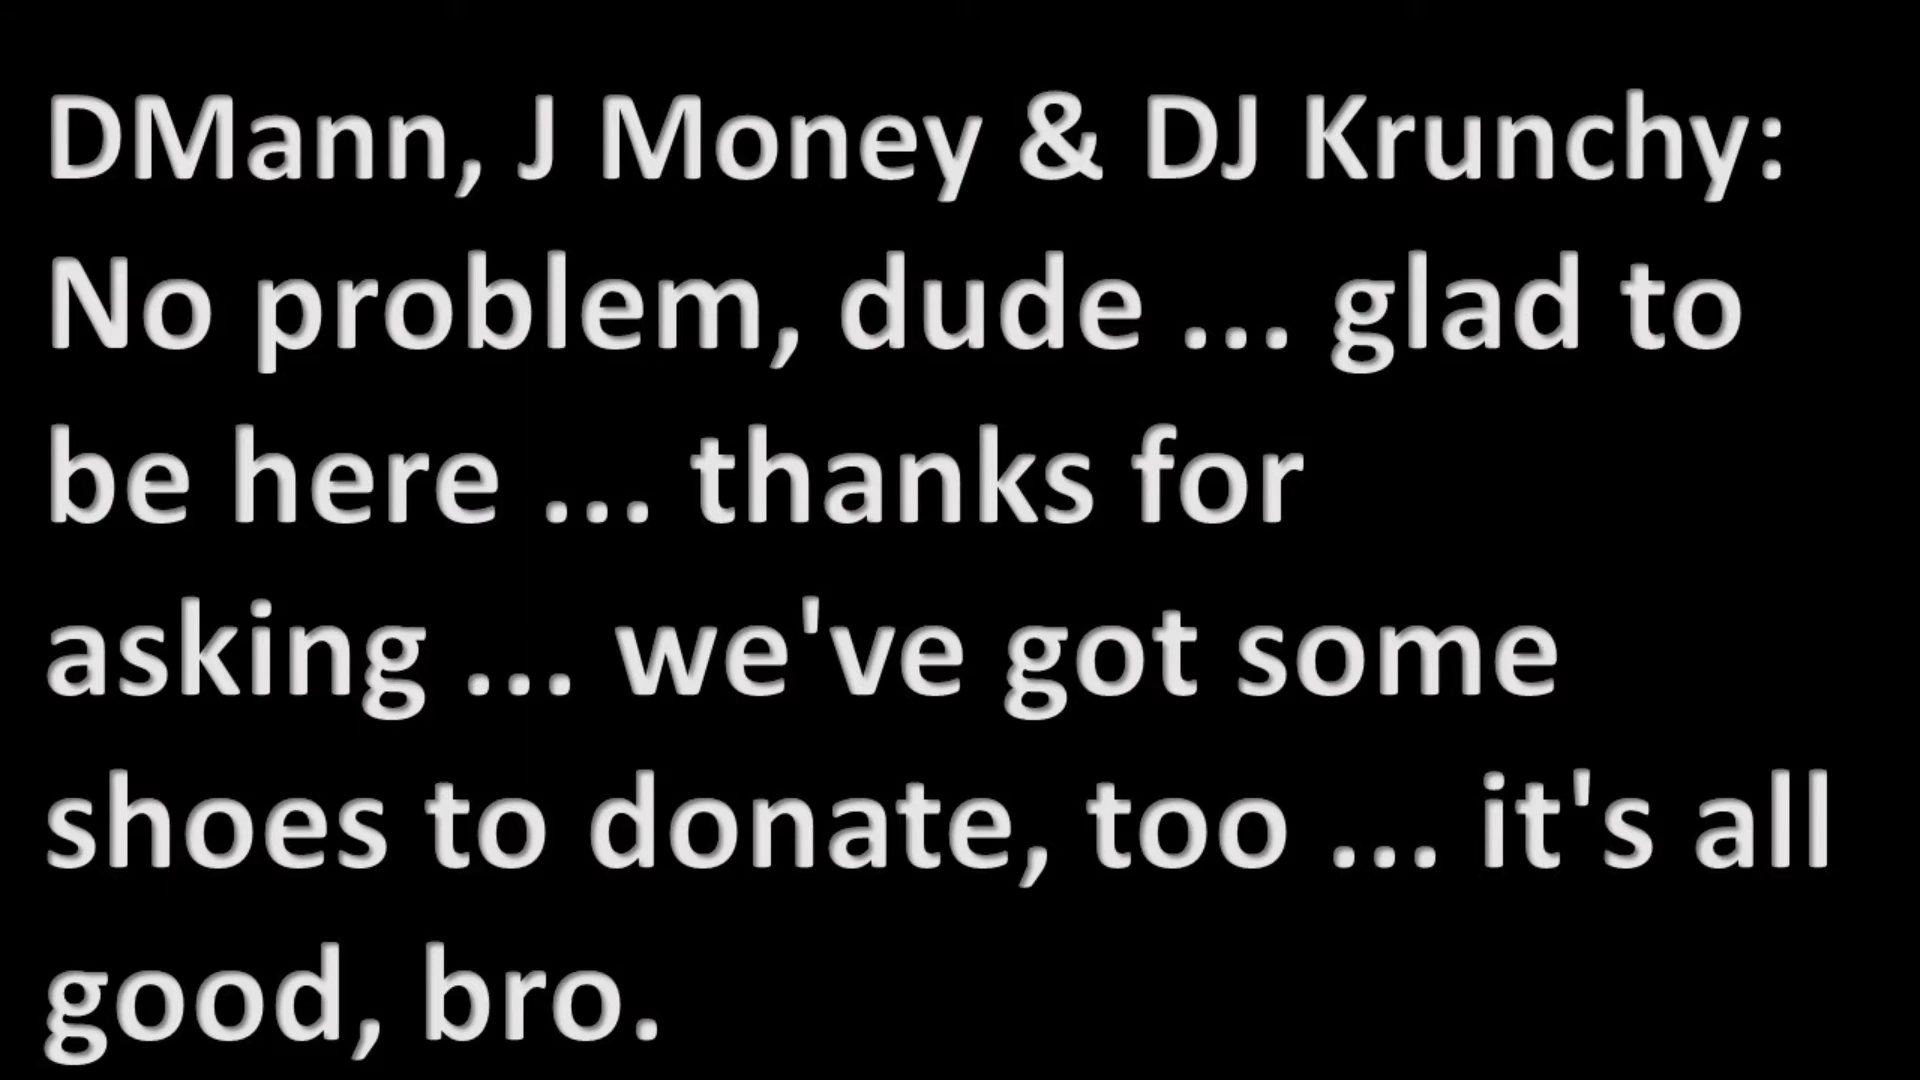 DMann, J Money & DJ Krunchy:
No problem, dude ... glad to
be here ... thanks for
asking ... we've got some
shoes to donate, too ... it's all
good, bro.